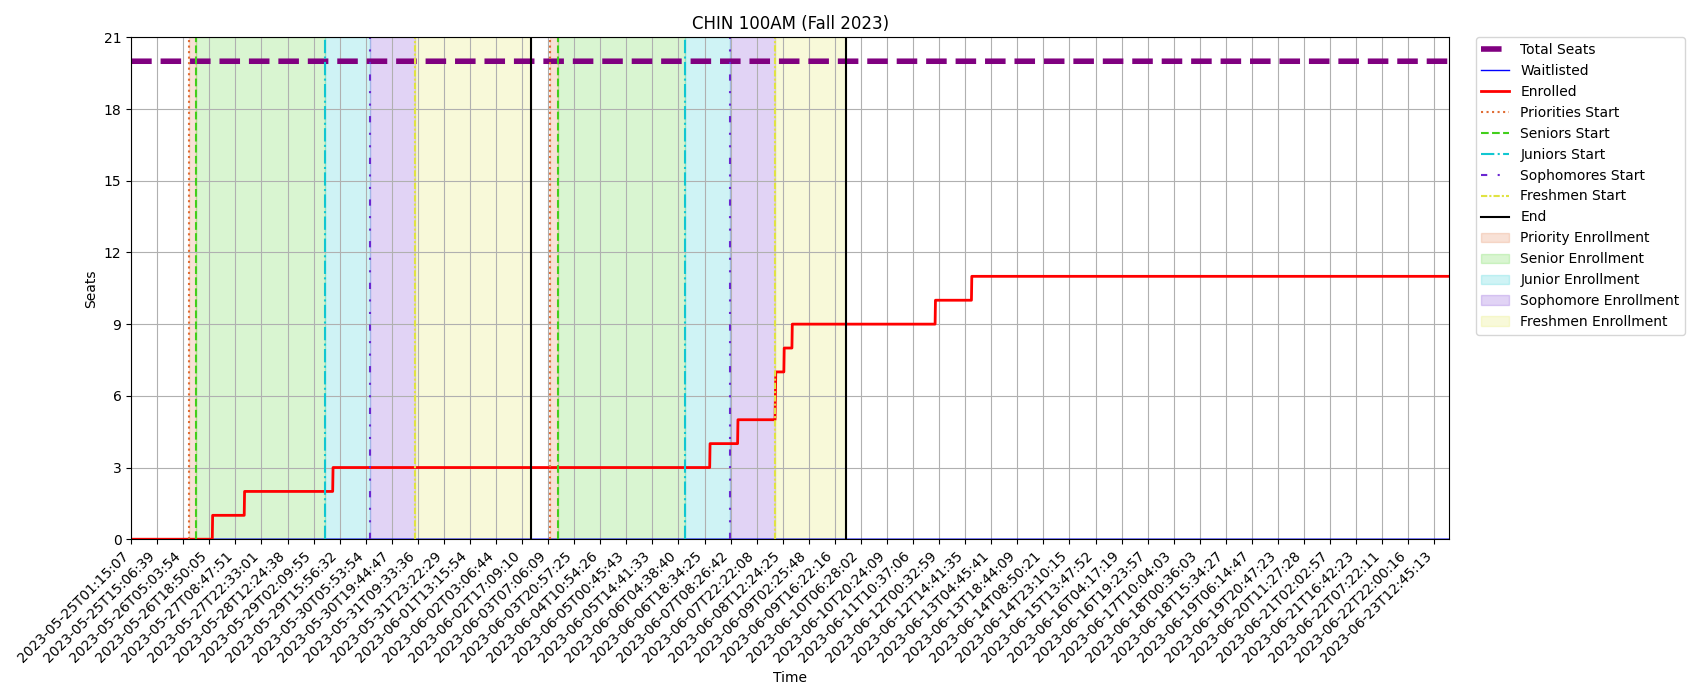 CHIN 100AM (Fall 2023)
21
18
15
12
9
6
3
0
Seats
Total Seats
Waitlisted
Enrolled
Priorities Start
Seniors Start
Juniors Start
Sophomores Start
Freshmen Start
End
Priority Enrollment
Senior Enrollment
Junior Enrollment
Sophomore Enrollment
Freshmen Enrollment
2023-05-25T01:15:07
2023-05-25T15:06:39
2023-05-26T05:03:54
2023-05-26T18:50:05
2023-05-27T08:47:51
2023-05-27T22:33:01
2023-05-28T12:24:38
2023-05-29T02:09:55
2023-05-29T15:56:32
2023-05-30T05:53:54
2023-05-30T19:44:47
2023-05-31T09:33:36
2023-05-31T23:22:29
2023-06-01T13:15:54
2023-06-02T03:06:44
2023-06-02T17:09:10
2023-06-03T07:06:09
2023-06-03T20:57:25
2023-06-04T10:54:26
2023-06-05T00:45:43
2023-06-05T14:41:33
2023-06-06T04:38:40
2023-06-06T18:34:25
2023-06-07T08:26:42
2023-06-07T22:22:08
2023-06-08T12:24:25
2023-06-09T02:25:48
2023-06-09T16:22:16
2023-06-10T06:28:02
2023-06-10T20:24:09
2023-06-11T10:37:06
2023-06-12T00:32:59
2023-06-12T14:41:35
2023-06-13T04:45:41
2023-06-13T18:44:09
2023-06-14T08:50:21
2023-06-14T23:10:15
2023-06-15T13:47:52
2023-06-16T04:17:19
2023-06-16T19:23:57
2023-06-17T10:04:03
2023-06-18T00:36:03
2023-06-18T15:34:27
2023-06-19T06:14:47
2023-06-19T20:47:23
2023-06-20T11:27:28
2023-06-21T02:02:57
2023-06-21T16:42:23
2023-06-22T07:22:11
2023-06-22T22:00:16
2023-06-23T12:45:13
Time